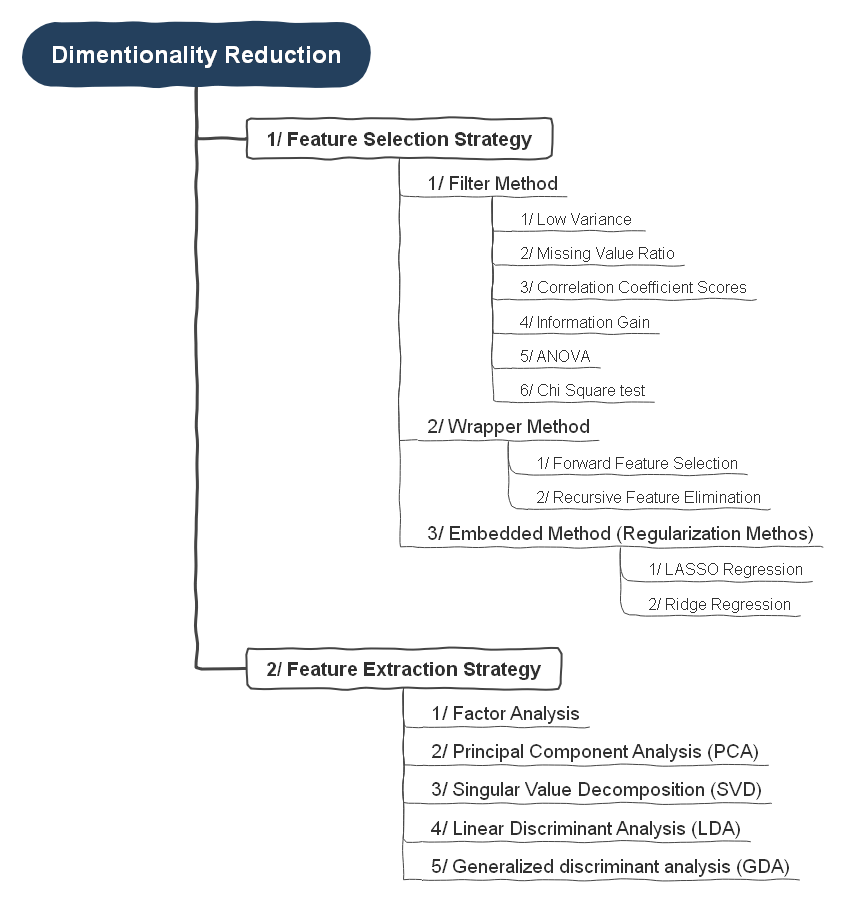 Dimentionality Reduction
1/ Feature Selection Strategy
1/ Filter Method
1/ Low Variance
2/ Missing Value Ratio
3/ Correlation Coefficient Scores
4/ Information Gain
5/ ANOVA
6/ Chi Square test
2/ Wrapper Method
1/ Forward Feature Selection
2/ Recursive Feature Elimination
3/ Embedded Method (Regularization Methos)
1/ LASSO Regression
2/ Ridge Regression
2/ Feature Extraction Strategy
1/ Factor Analysis
2/ Principal Component Analysis (PCA)
3/ Singular Value Decomposition (SVD)
4/ Linear Discriminant Analysis (LDA)
5/ Generalized discriminant analysis (GDA)